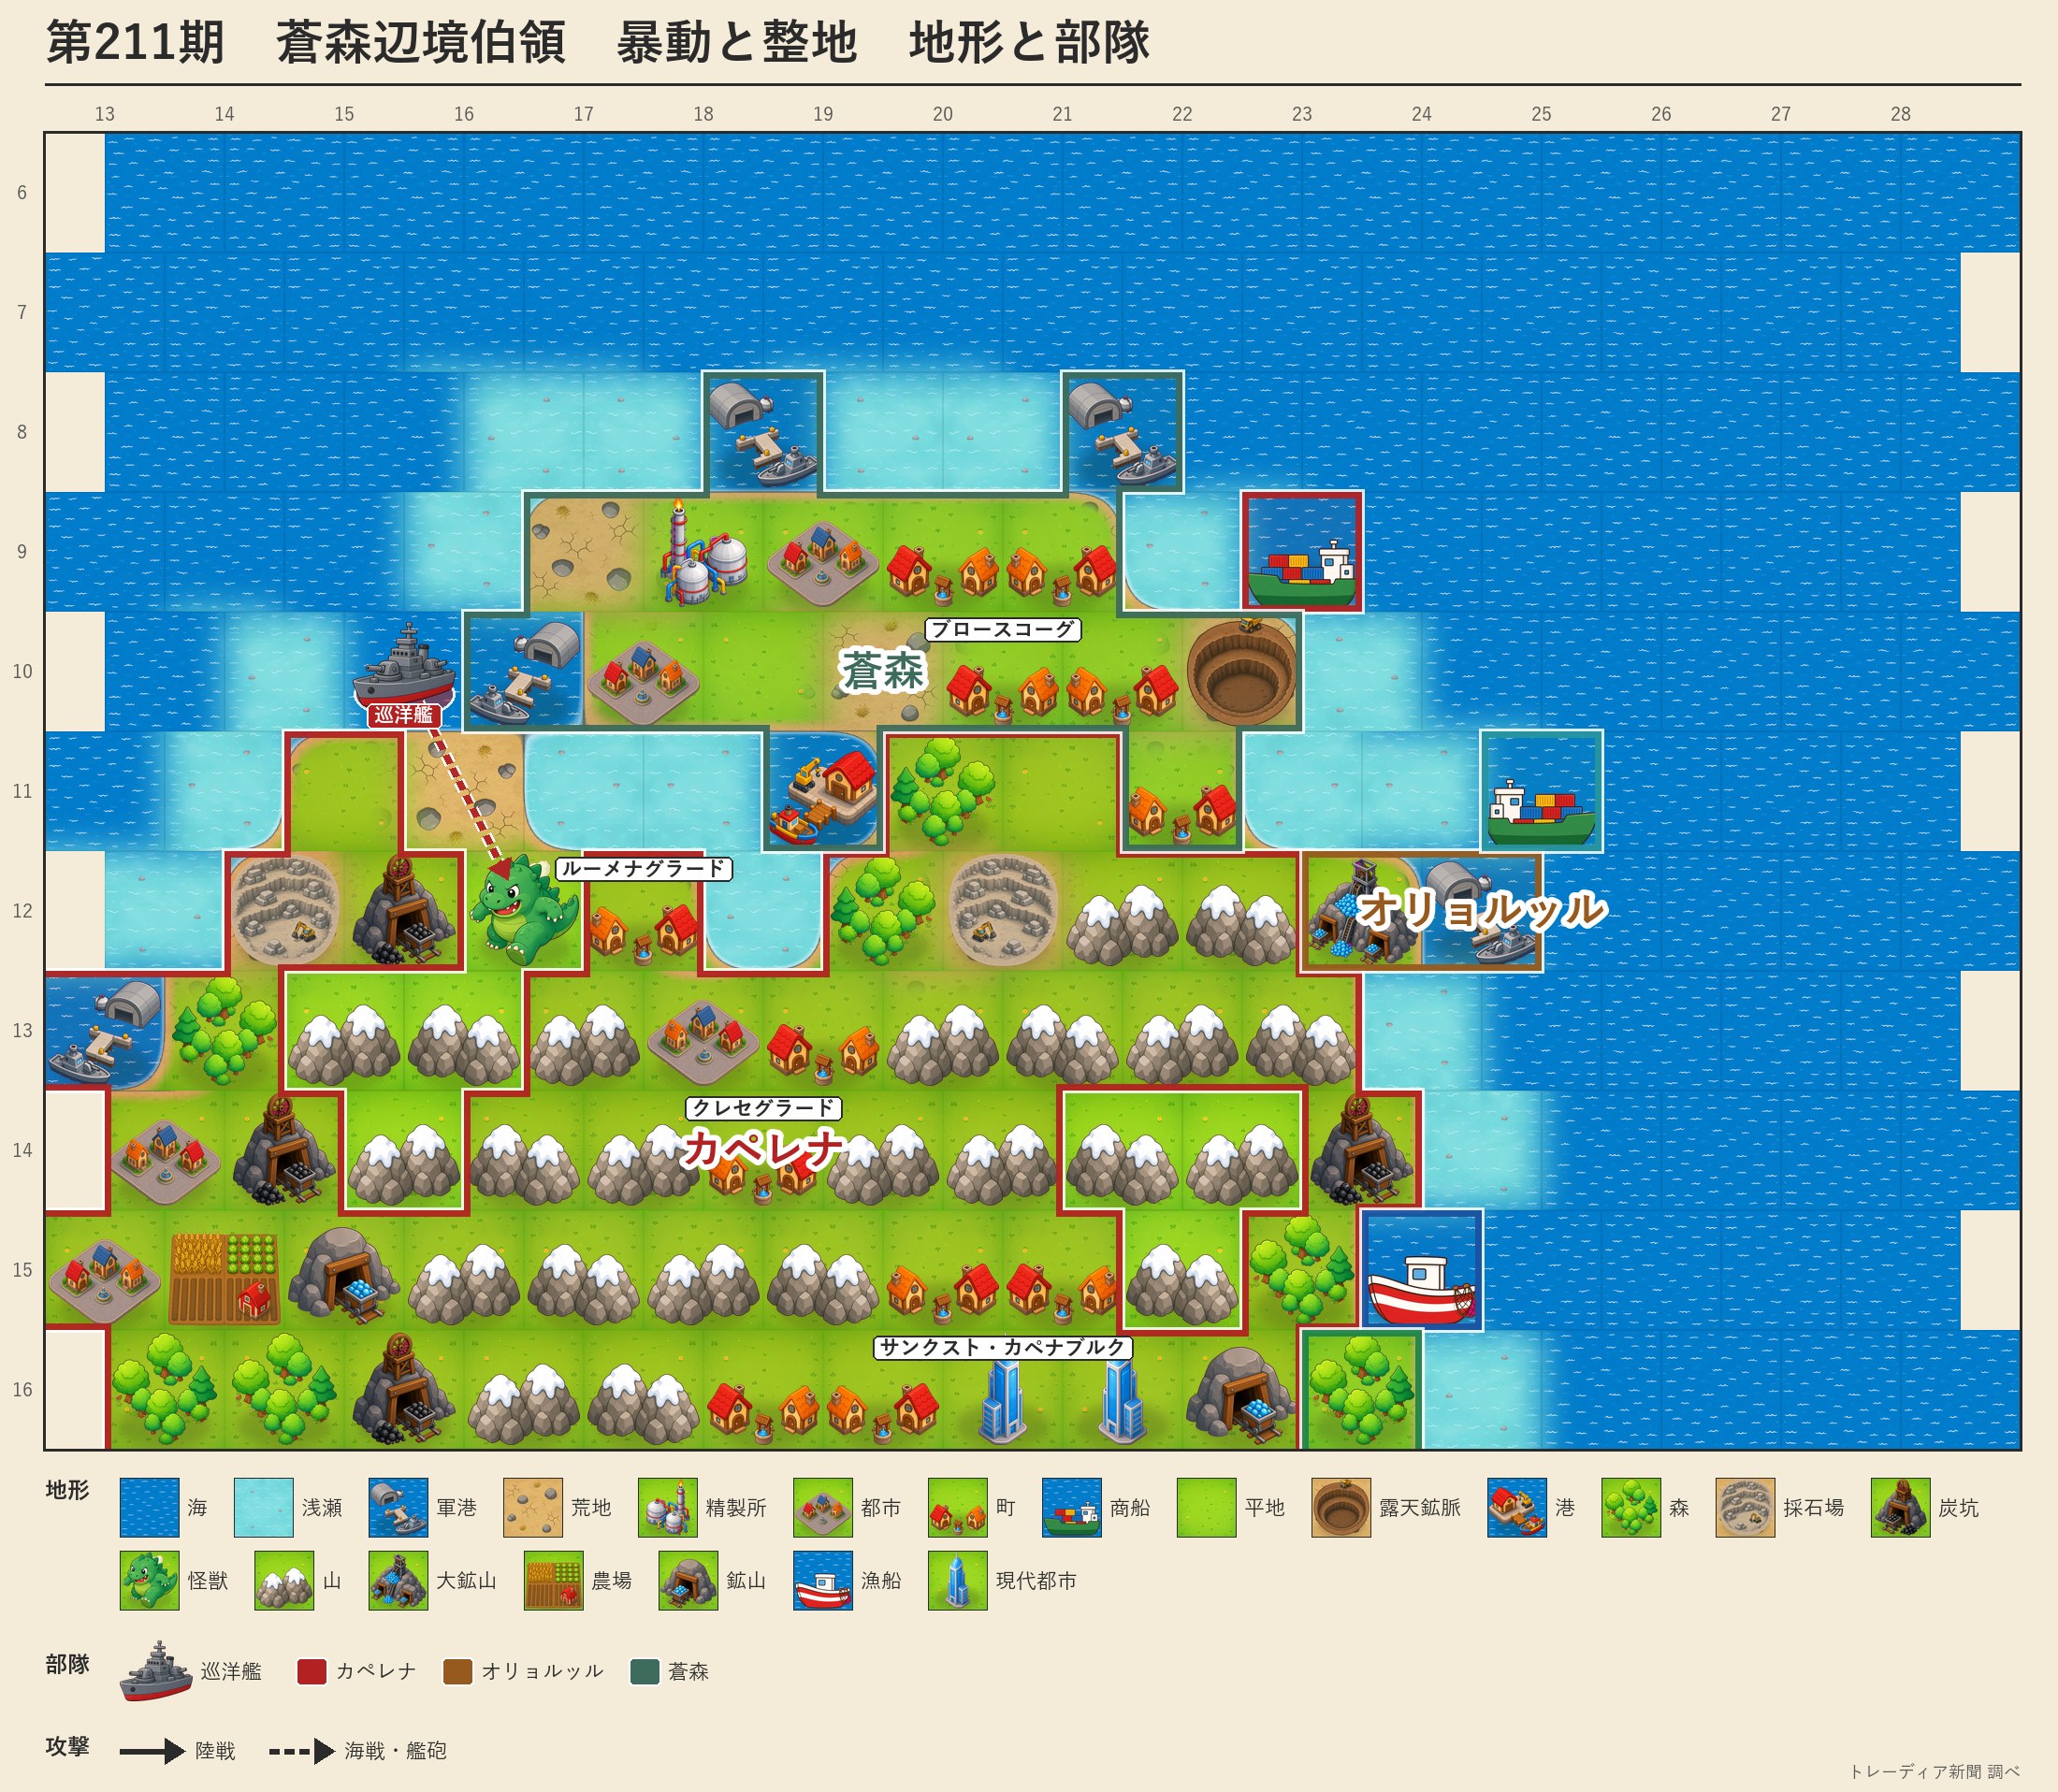 第211期　蒼森辺境伯領　暴動と整地　地形と部隊
13 14 15 16 17 18 19 20 21 22 23 24 25 26 27 28
6
7
8
9
10
11
12
13
14
15
16
ブロースコーグ
蒼森
巡洋艦
ルーメナグラード
オリョルッル
クレセグラード
カペレナ
サンクスト・カペナブルク
地形 海 浅瀬 軍港 荒地 精製所 都市 町 商船 平地 露天鉱脈 港 森 採石場 炭坑
怪獣 山 大鉱山 農場 鉱山 漁船 現代都市
部隊 巡洋艦 カペレナ オリョルッル 蒼森
攻撃 陸戦 海戦・艦砲
トレーディア新聞 調べ